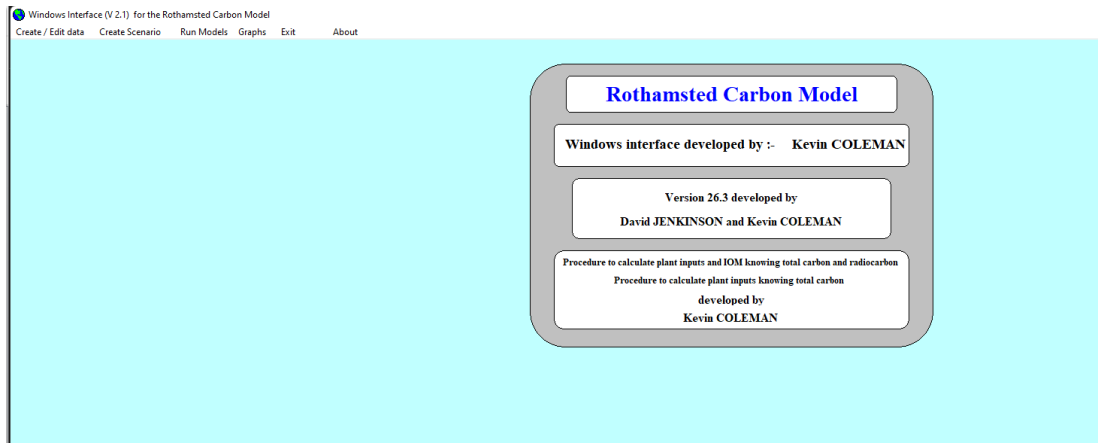 Windows Interface (V 2.1) for the Rothamsted Carbon Model
Create / Edit data Create Scenario Run Models Graphs Exit About
Rothamsted Carbon Model
Windows interface developed by :- Kevin COLEMAN
Version 26.3 developed by
David JENKINSON and Kevin COLEMAN
Procedure to calculate plant inputs and IOM knowing total carbon and radiocarbon
Procedure to calculate plant inputs knowing total carbon
developed by
Kevin COLEMAN